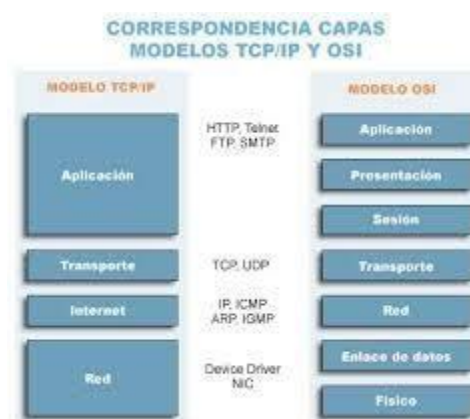 CORRESPONDENCIA CAPAS
MODELOS TCP/IP Y OSI
MODELO TCP/IP
MODELO OSI
HTTP, Telnet
FTP, SMTP
Aplicación
Aplicación
Presentación
Sesión
Transporte
TCP, UDP
Transporte
Internet
IP, ICMP
ARP, IGMP
Red
Red
Device Driver
NIC
Enlace de datos
Físico